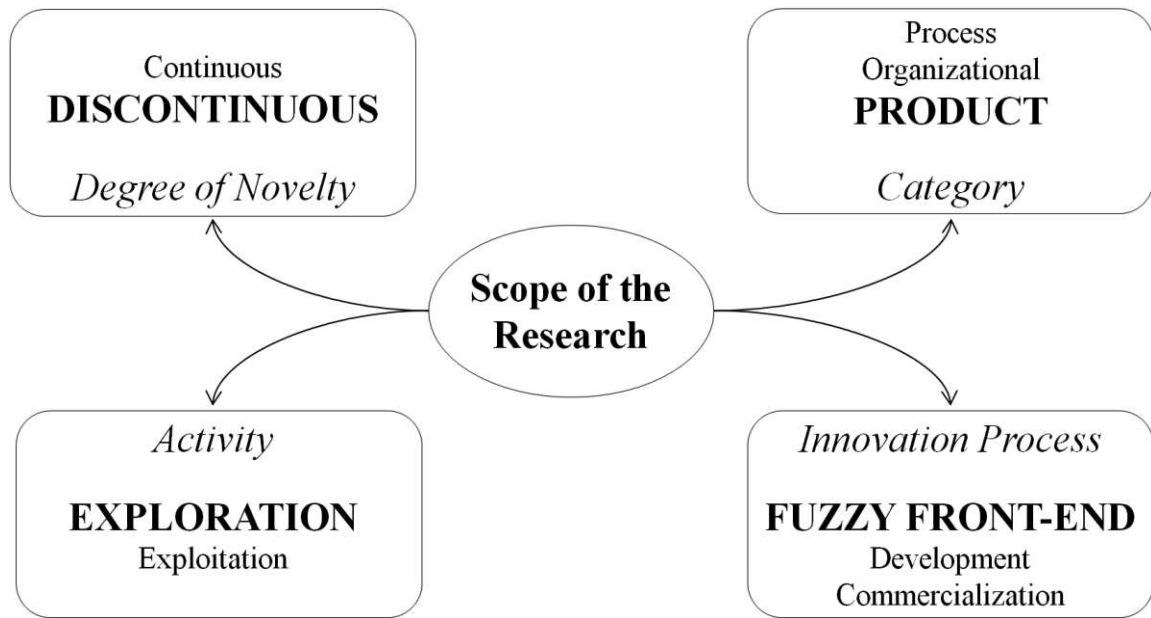 Continuous
DISCONTINUOUS
Degree of Novelty
Process
Organizational
PRODUCT
Category
Scope of the
Research
Activity
EXPLORATION
Exploitation
Innovation Process
FUZZY FRONT-END
Development
Commercialization